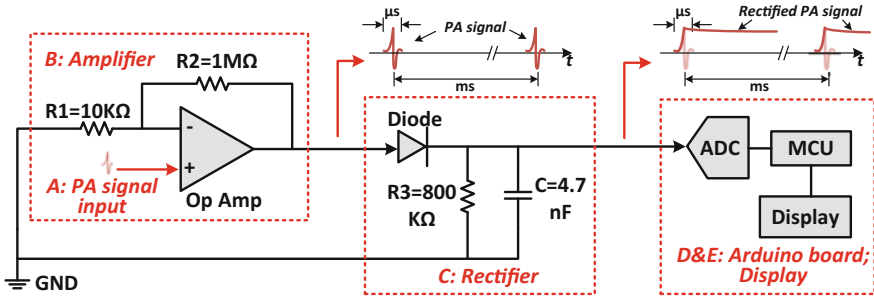 μs
PA signal
t
ms
μs
Rectified PA signal
t
ms
B: Amplifier
R2=1MΩ
R1=10KΩ
-
+
A: PA signal
input
Op Amp
GND
Diode
R3=800
KΩ
C=4.7
nF
C: Rectifier
ADC
MCU
Display
D&E: Arduino board;
Display